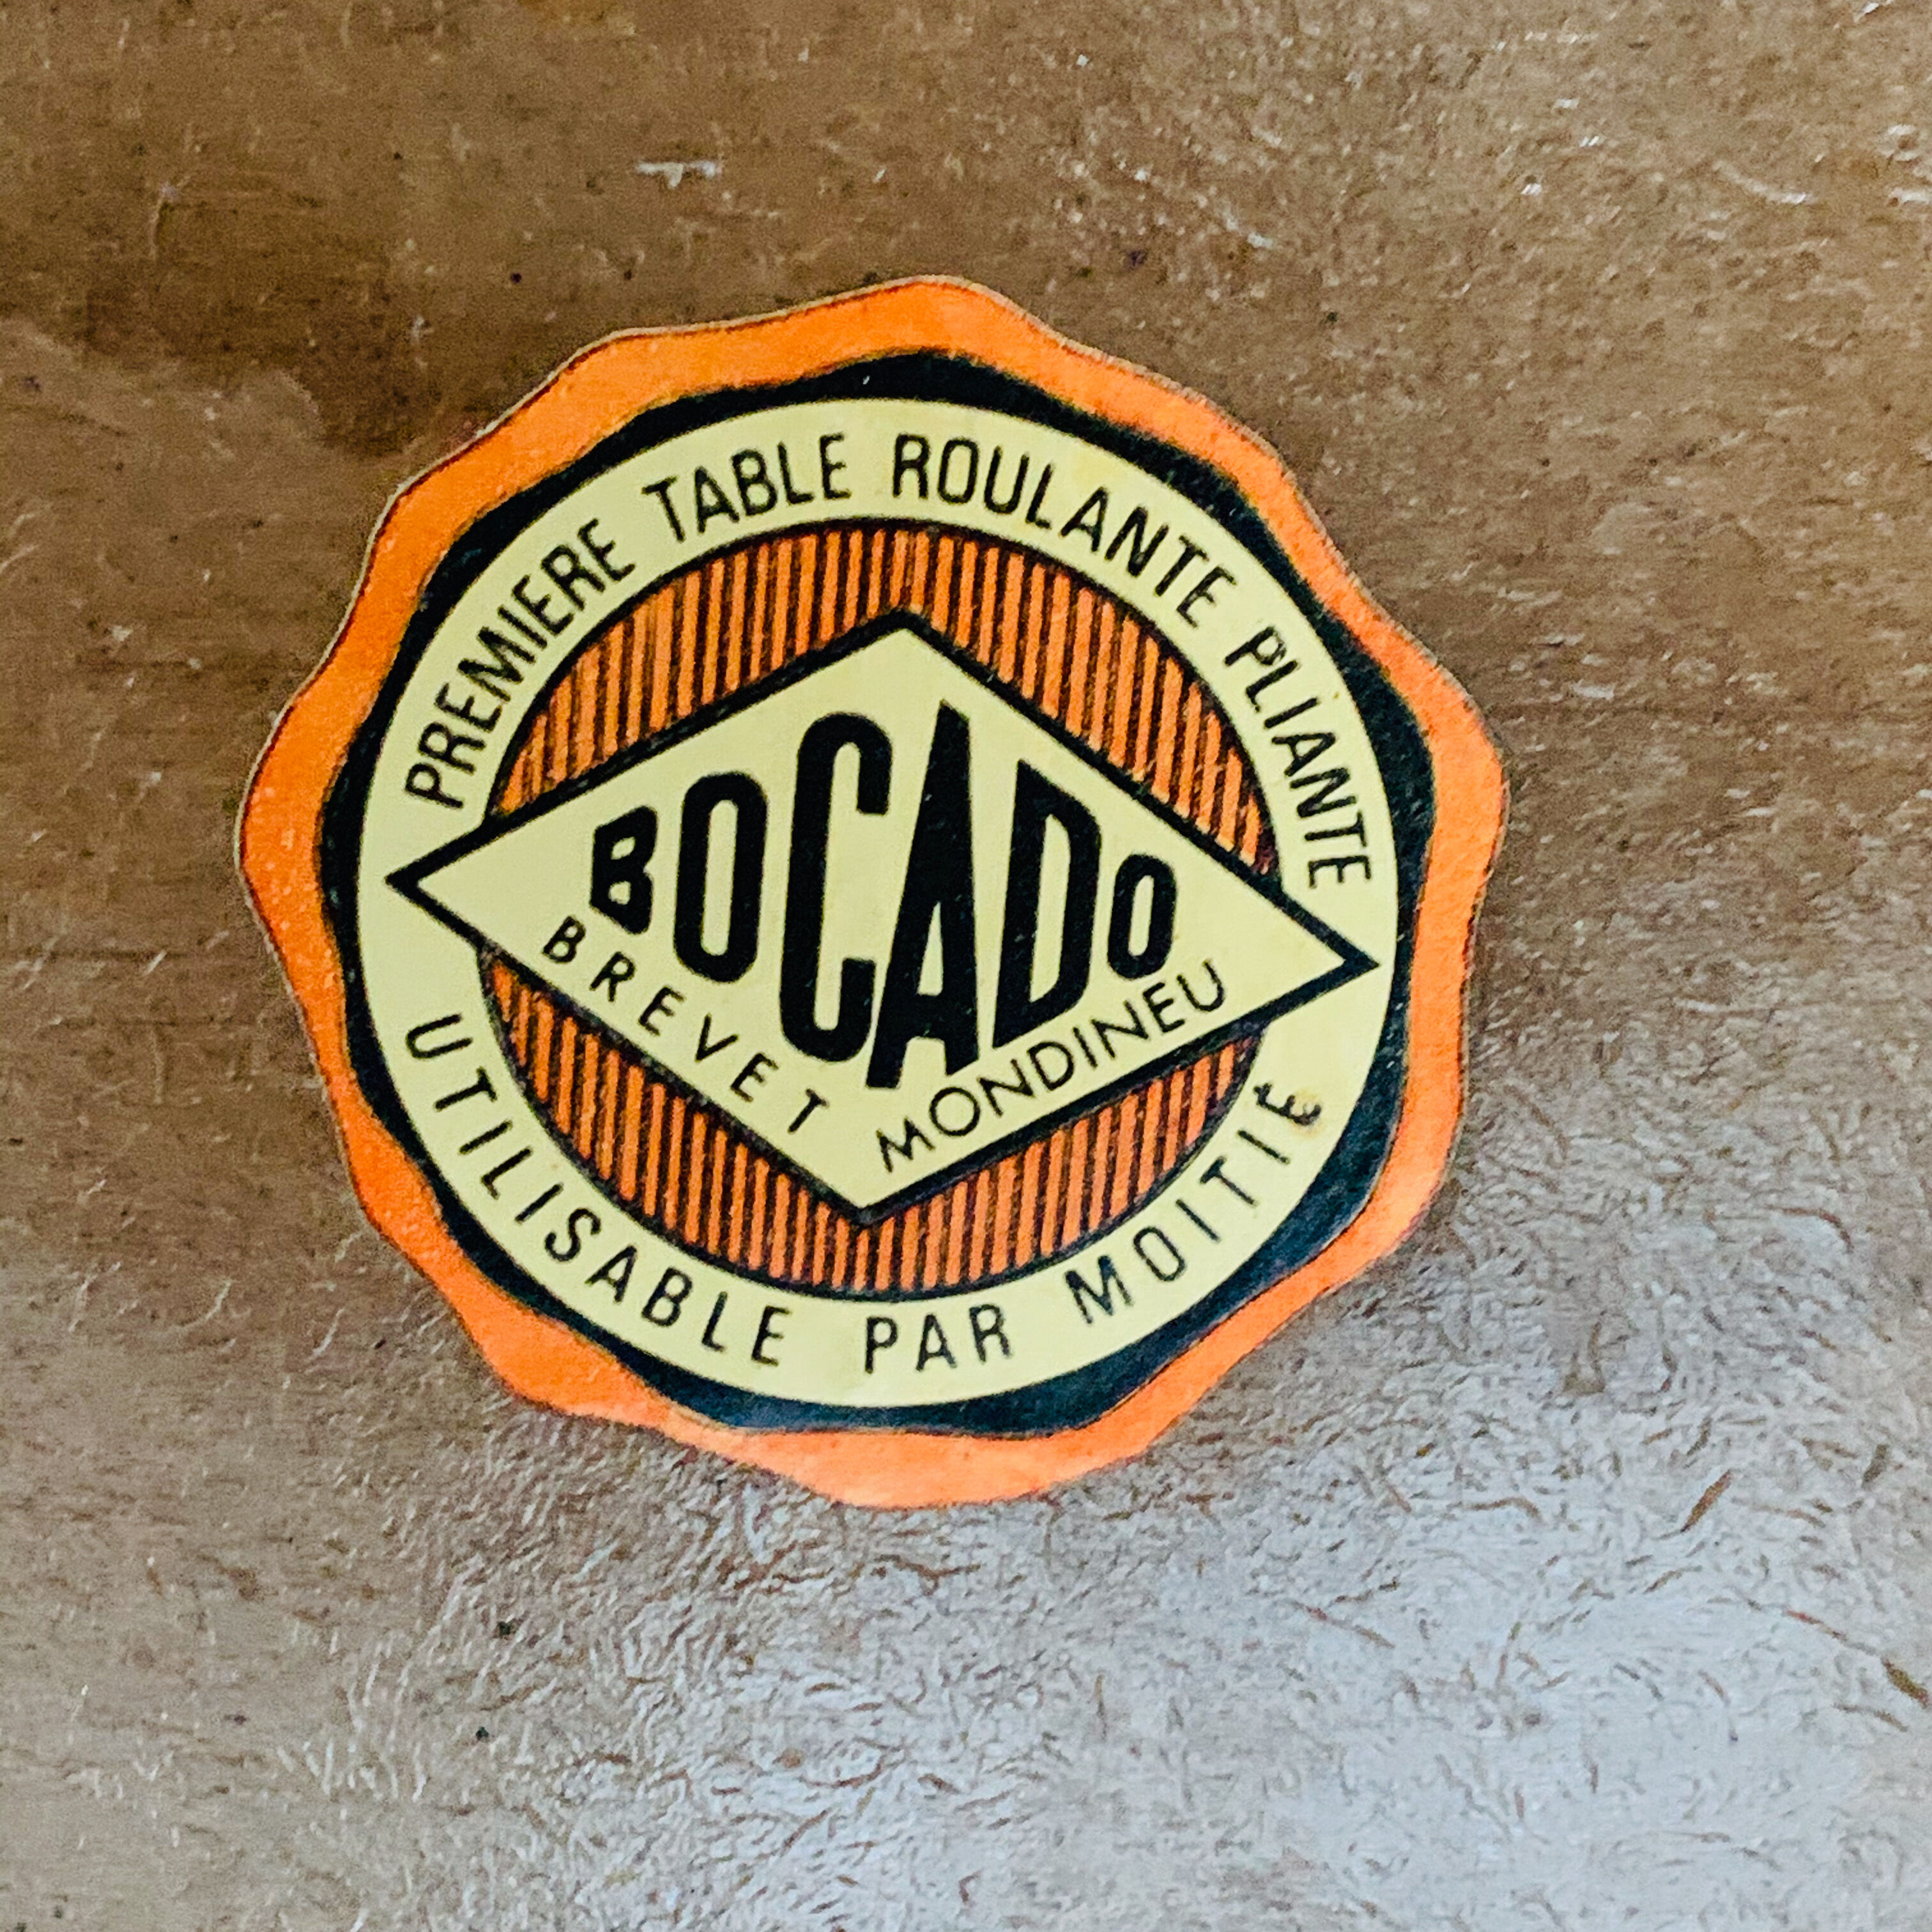 PREMIERE TABLE ROULANTE PLIANTE
BOCADO
BREVET MONDINEU
UTILISABLE PAR MOITIÉ